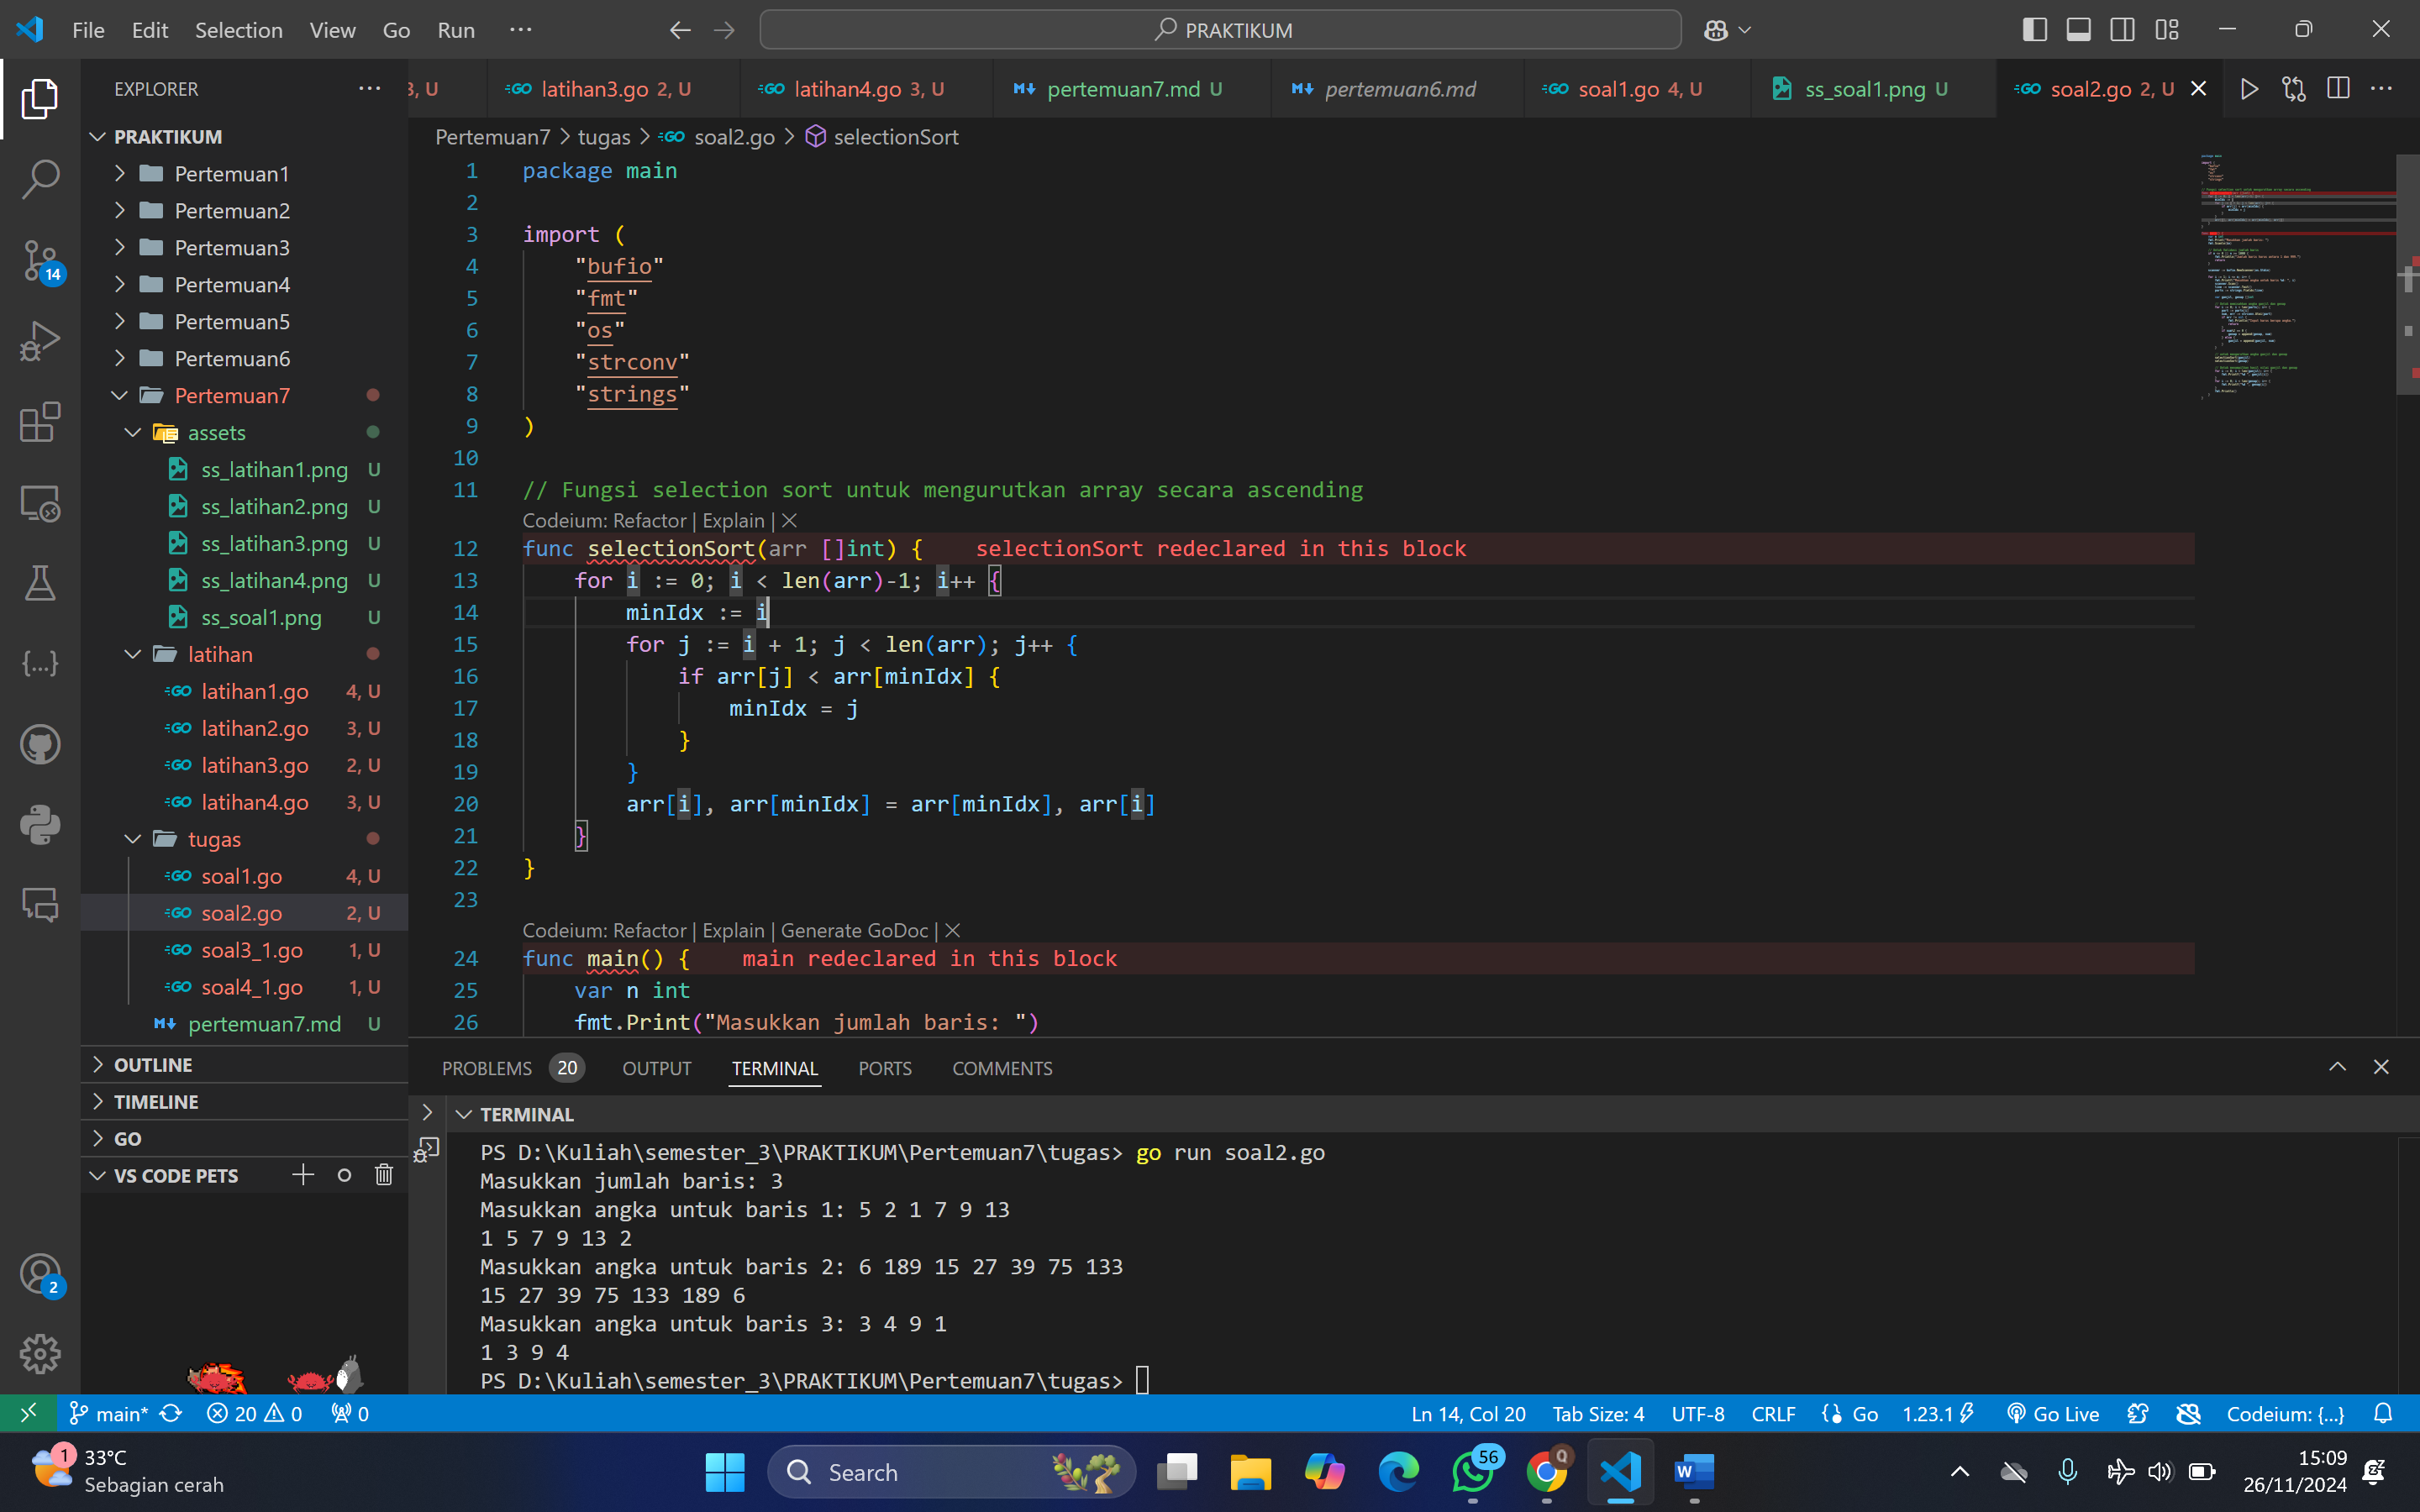 File Edit Selection View Go Run ··· PRAKTIKUM
EXPLORER ···
3, U latihan3.go 2, U latihan4.go 3, U pertemuan7.md U pertemuan6.md soal1.go 4, U ss_soal1.png U soal2.go 2, U ···
Pertemuan7 > tugas > soal2.go > selectionSort
PRAKTIKUM
Pertemuan1
Pertemuan2
Pertemuan3
Pertemuan4
Pertemuan5
Pertemuan6
Pertemuan7
assets
ss_latihan1.png U
ss_latihan2.png U
ss_latihan3.png U
ss_latihan4.png U
ss_soal1.png U
latihan
latihan1.go 4, U
latihan2.go 3, U
latihan3.go 2, U
latihan4.go 3, U
tugas
soal1.go 4, U
soal2.go 2, U
soal3_1.go 1, U
soal4_1.go 1, U
pertemuan7.md U
OUTLINE
TIMELINE
GO
VS CODE PETS
14
2
1 package main
2
3 import (
4 "bufio"
5 "fmt"
6 "os"
7 "strconv"
8 "strings"
9 )
10
11 // Fungsi selection sort untuk mengurutkan array secara ascending
Codeium: Refactor | Explain | ×
12 func selectionSort(arr []int) { selectionSort redeclared in this block
13 for i := 0; i < len(arr)-1; i++ {
14 minIdx := i
15 for j := i + 1; j < len(arr); j++ {
16 if arr[j] < arr[minIdx] {
17 minIdx = j
18 }
19 }
20 arr[i], arr[minIdx] = arr[minIdx], arr[i]
21 }
22 }
23
Codeium: Refactor | Explain | Generate GoDoc | ×
24 func main() { main redeclared in this block
25 var n int
26 fmt.Print("Masukkan jumlah baris: ")
PROBLEMS 20 OUTPUT TERMINAL PORTS COMMENTS
TERMINAL
PS D:\Kuliah\semester_3\PRAKTIKUM\Pertemuan7\tugas> go run soal2.go
Masukkan jumlah baris: 3
Masukkan angka untuk baris 1: 5 2 1 7 9 13
1 5 7 9 13 2
Masukkan angka untuk baris 2: 6 189 15 27 39 75 133
15 27 39 75 133 189 6
Masukkan angka untuk baris 3: 3 4 9 1
1 3 9 4
PS D:\Kuliah\semester_3\PRAKTIKUM\Pertemuan7\tugas>
main* 20 0 0 Ln 14, Col 20 Tab Size: 4 UTF-8 CRLF Go 1.23.1 Go Live Codeium: {...}
1 33°C
Sebagian cerah
Search
56
15:09
26/11/2024